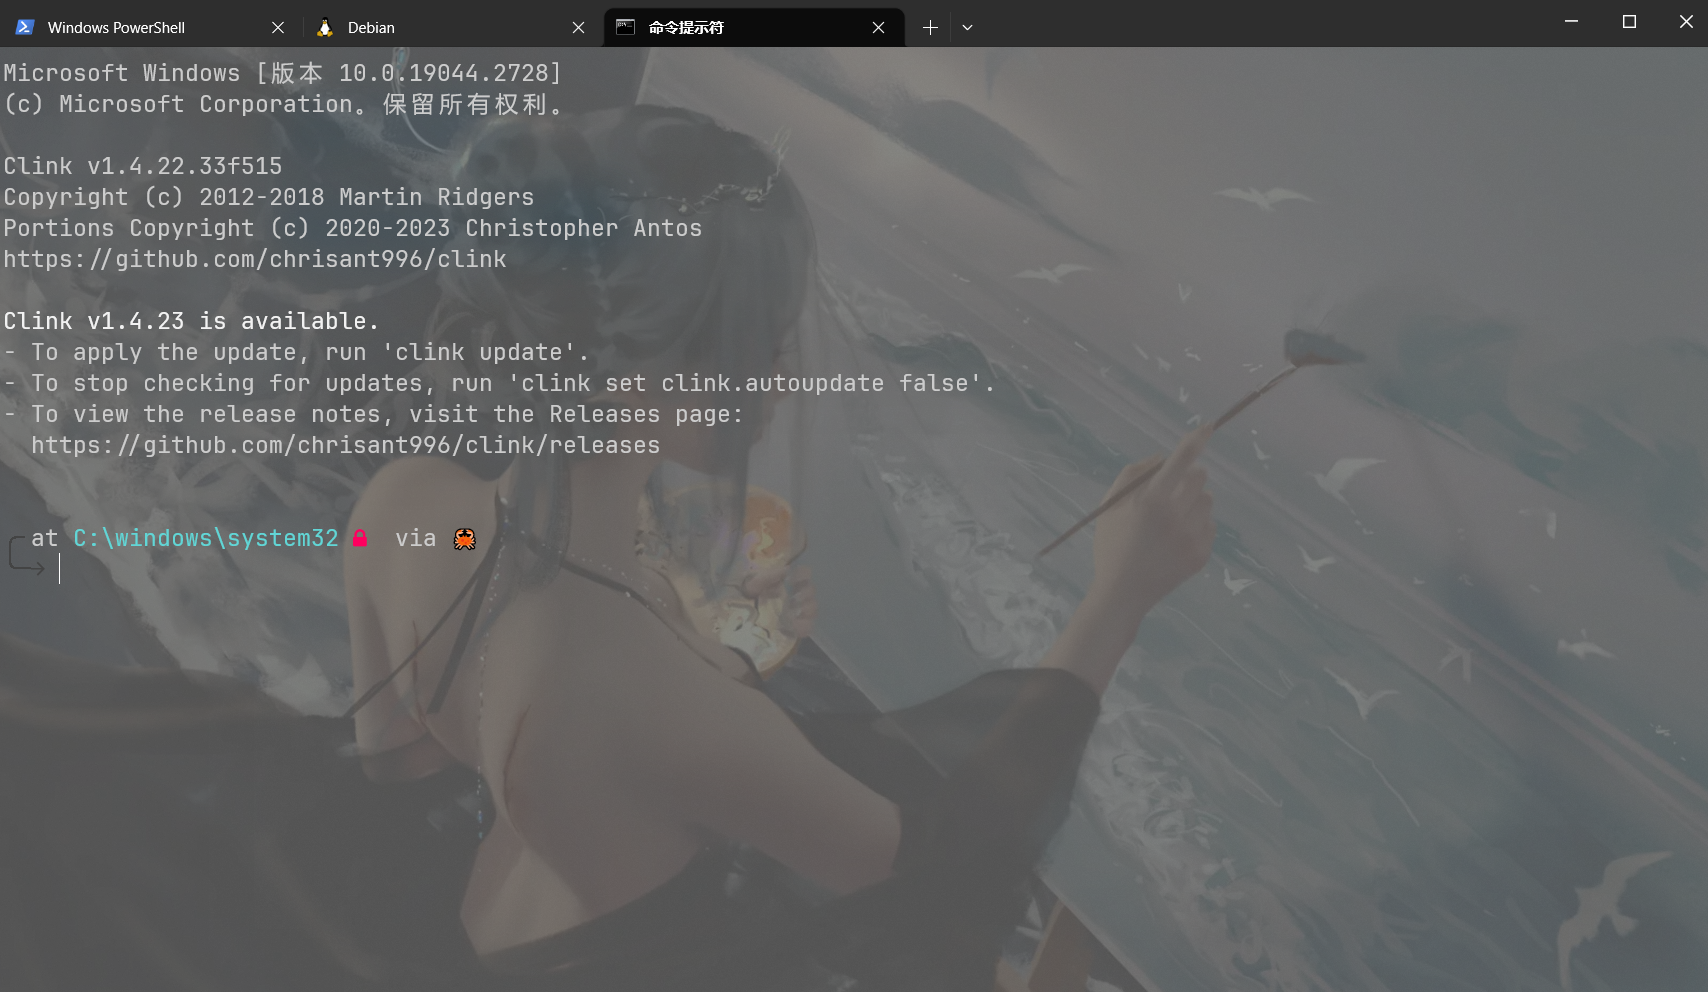 Windows PowerShell
Debian
命令提示符
Microsoft Windows [版本 10.0.19044.2728]
(c) Microsoft Corporation。保留所有权利。
Clink v1.4.22.33f515
Copyright (c) 2012-2018 Martin Ridgers
Portions Copyright (c) 2020-2023 Christopher Antos
https://github.com/chrisant996/clink
Clink v1.4.23 is available.
- To apply the update, run 'clink update'.
- To stop checking for updates, run 'clink set clink.autoupdate false'.
- To view the release notes, visit the Releases page:
https://github.com/chrisant996/clink/releases
at C:\windows\system32 via 🦀